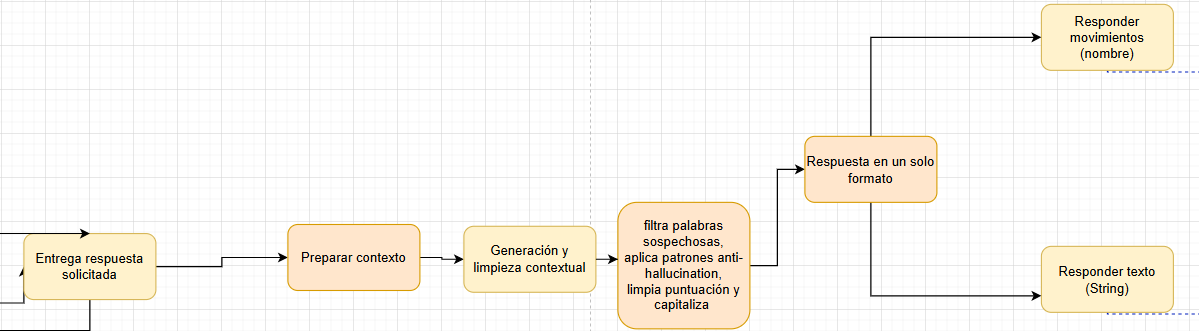 Responder
movimientos
(nombre)
Respuesta en un solo
formato
filtra palabras
sospechosas,
aplica patrones anti-
hallucination,
limpia puntuación y
capitaliza
Entrega respuesta
solicitada
Preparar contexto
Generación y
limpieza contextual
Responder texto
(String)